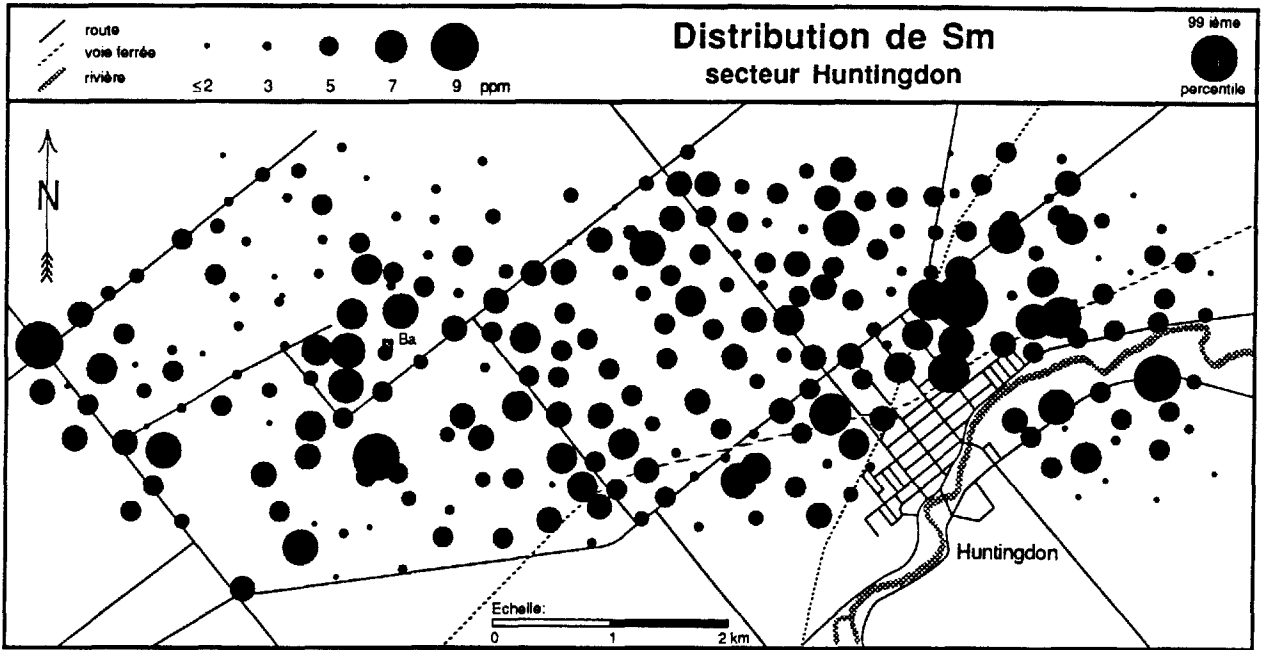 route
voie ferrée
rivière
≤2 3 5 7 9 ppm
Distribution de Sm
secteur Huntingdon
99 ième
percentile
N
Ba
Huntingdon
Echelle:
0 1 2 km